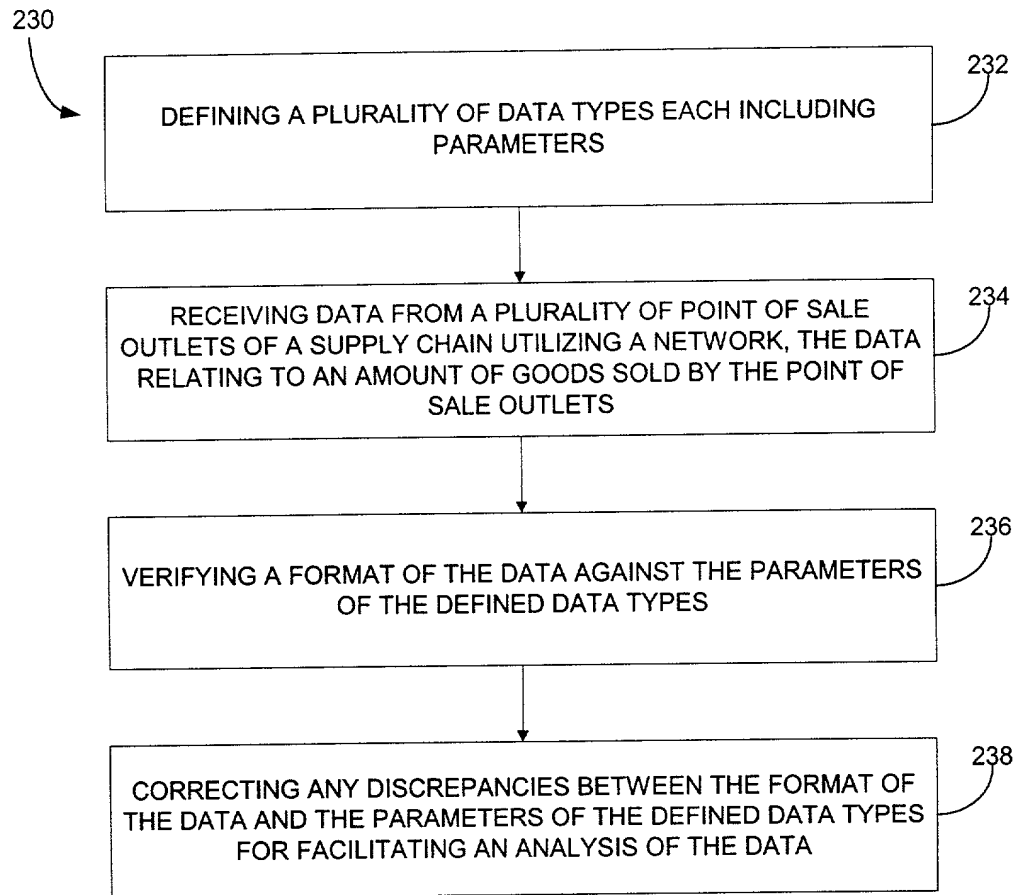 230
232
DEFINING A PLURALITY OF DATA TYPES EACH INCLUDING
PARAMETERS
234
RECEIVING DATA FROM A PLURALITY OF POINT OF SALE
OUTLETS OF A SUPPLY CHAIN UTILIZING A NETWORK, THE DATA
RELATING TO AN AMOUNT OF GOODS SOLD BY THE POINT OF
SALE OUTLETS
236
VERIFYING A FORMAT OF THE DATA AGAINST THE PARAMETERS
OF THE DEFINED DATA TYPES
238
CORRECTING ANY DISCREPANCIES BETWEEN THE FORMAT OF
THE DATA AND THE PARAMETERS OF THE DEFINED DATA TYPES
FOR FACILITATING AN ANALYSIS OF THE DATA